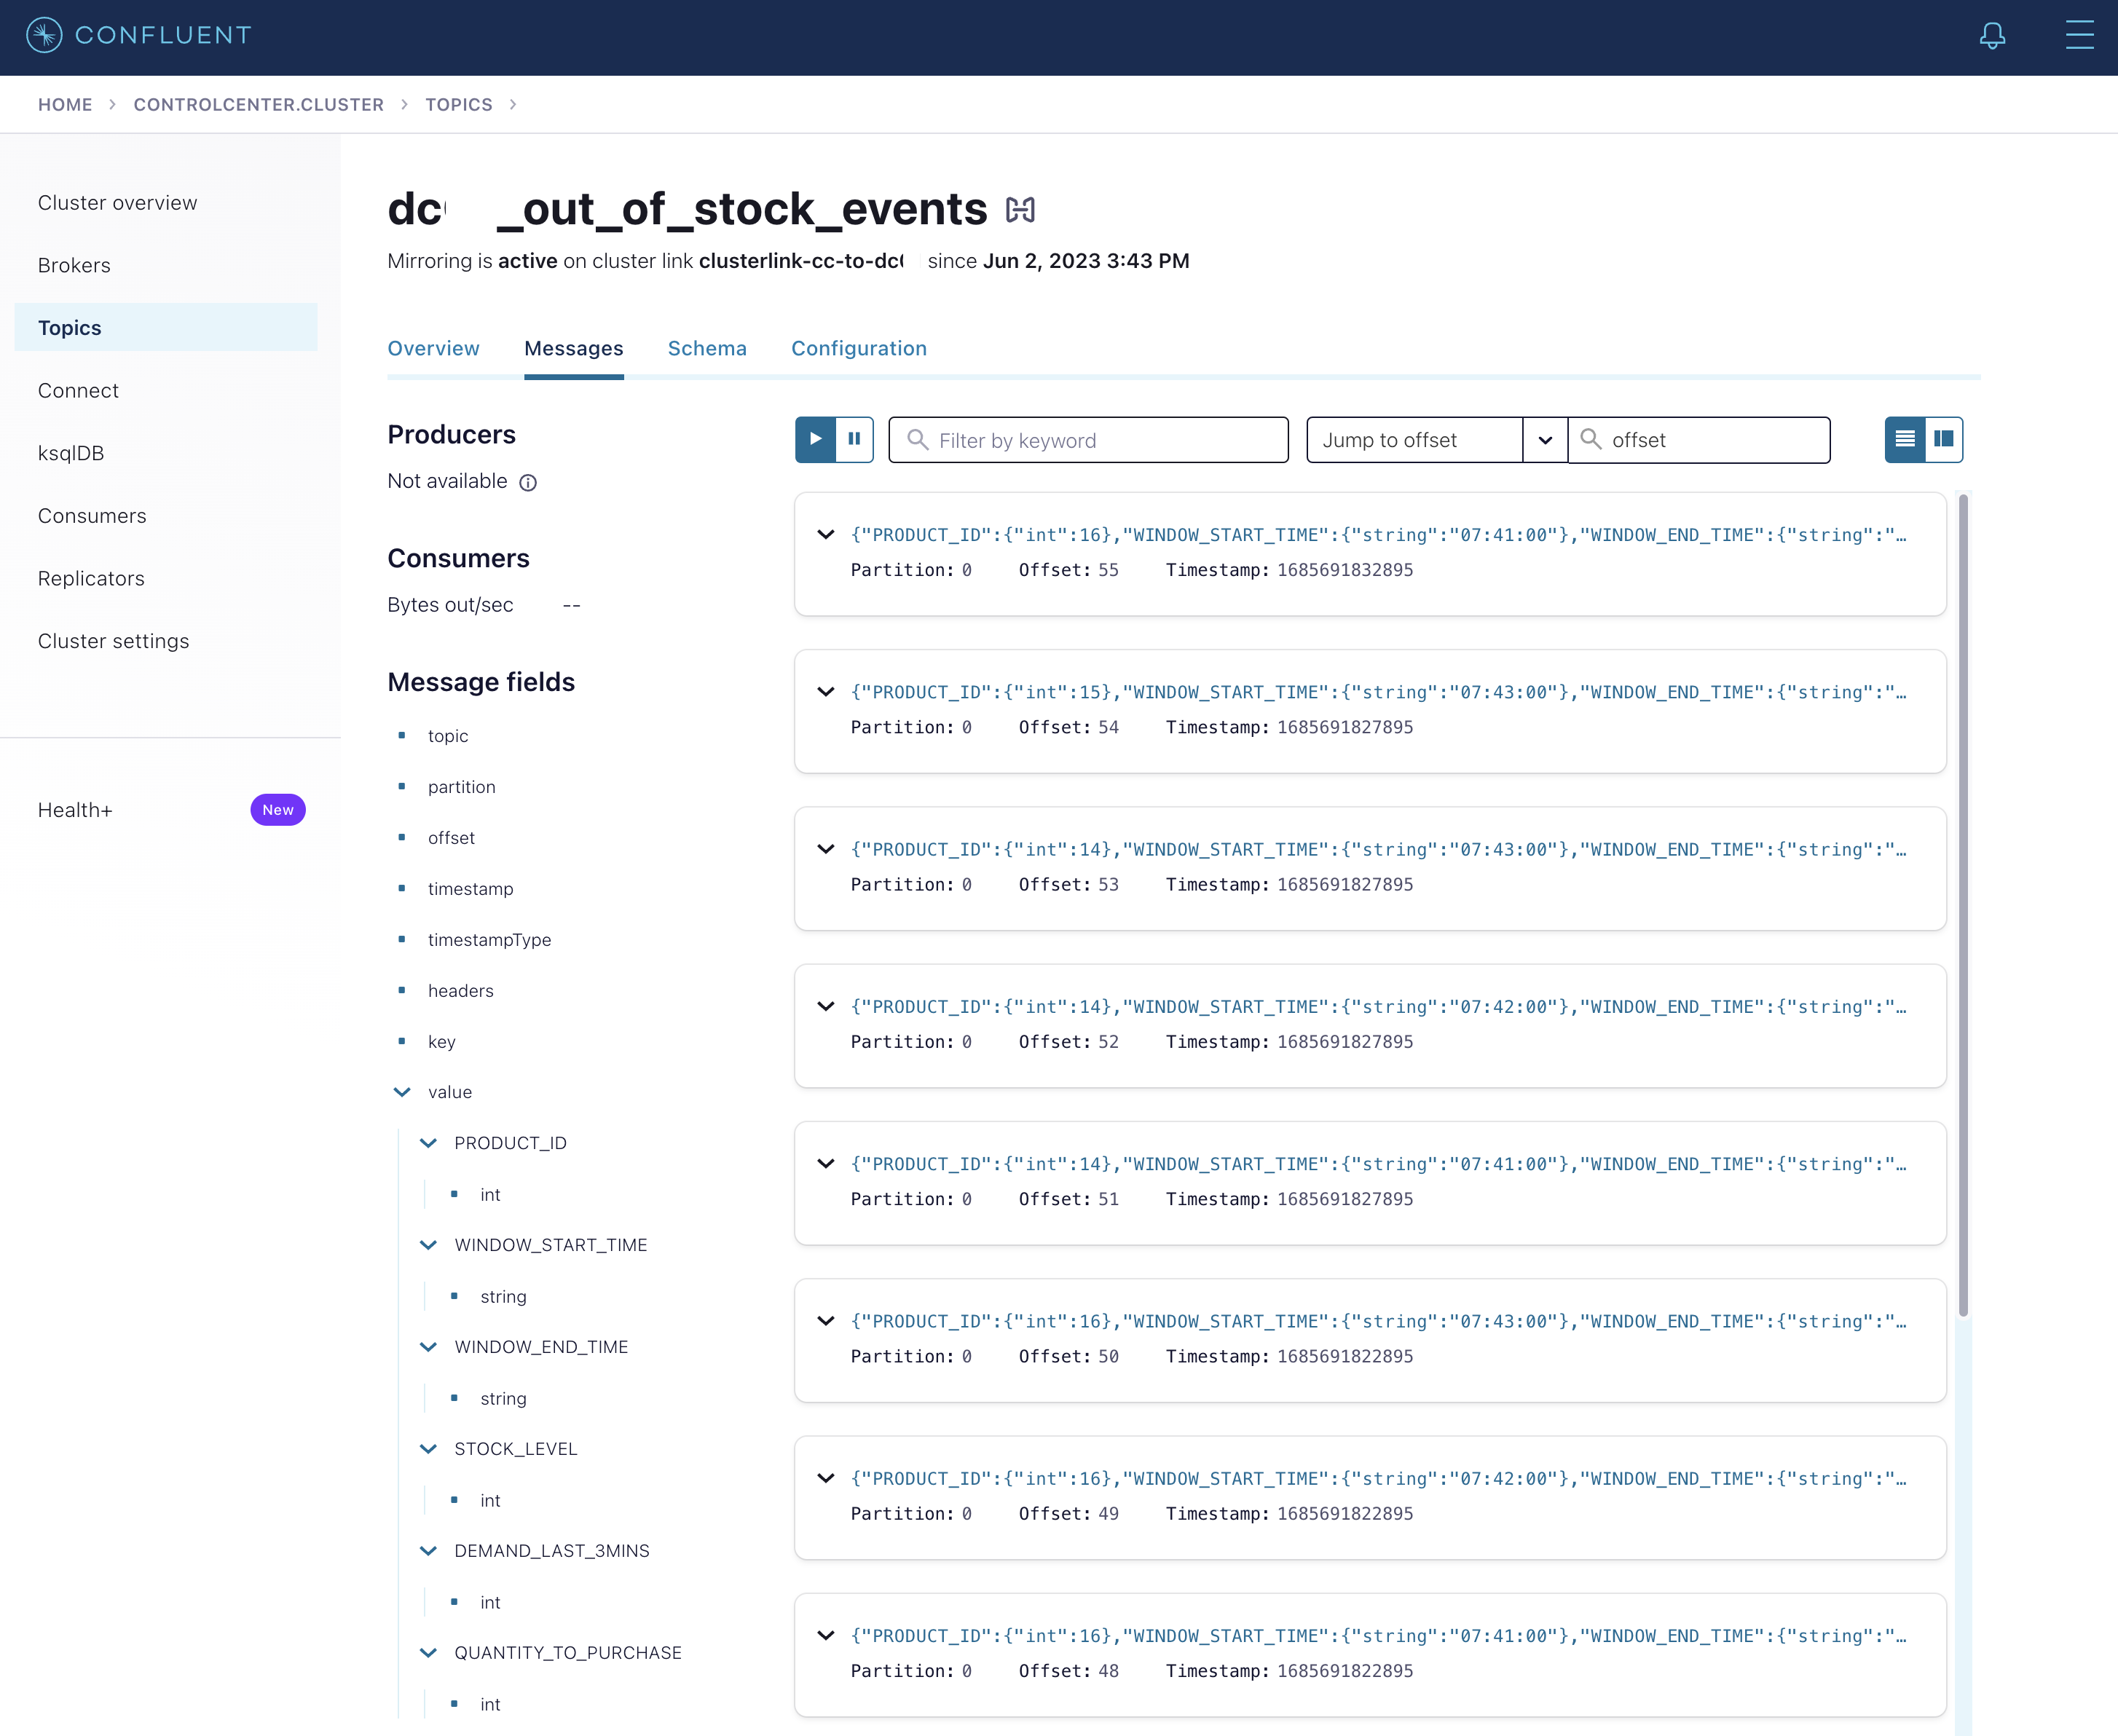 CONFLUENT
HOME > CONTROLCENTER.CLUSTER > TOPICS >
Cluster overview
Brokers
Topics
Connect
ksqlDB
Consumers
Replicators
Cluster settings
Health+ New
_out_of_stock_events
Mirroring is active on cluster link clusterlink-cc-to-dc since Jun 2, 2023 3:43 PM
Overview Messages Schema Configuration
Producers
Not available
Consumers
Bytes out/sec --
Message fields
topic
partition
offset
timestamp
timestampType
headers
key
value
PRODUCT_ID
int
WINDOW_START_TIME
string
WINDOW_END_TIME
string
STOCK_LEVEL
int
DEMAND_LAST_3MINS
int
QUANTITY_TO_PURCHASE
int
Filter by keyword
Jump to offset
offset
{"PRODUCT_ID":{"int":16},"WINDOW_START_TIME":{"string":"07:41:00"},"WINDOW_END_TIME":{"string":"…
Partition: 0 Offset: 55 Timestamp: 1685691832895
{"PRODUCT_ID":{"int":15},"WINDOW_START_TIME":{"string":"07:43:00"},"WINDOW_END_TIME":{"string":"…
Partition: 0 Offset: 54 Timestamp: 1685691827895
{"PRODUCT_ID":{"int":14},"WINDOW_START_TIME":{"string":"07:43:00"},"WINDOW_END_TIME":{"string":"…
Partition: 0 Offset: 53 Timestamp: 1685691827895
{"PRODUCT_ID":{"int":14},"WINDOW_START_TIME":{"string":"07:42:00"},"WINDOW_END_TIME":{"string":"…
Partition: 0 Offset: 52 Timestamp: 1685691827895
{"PRODUCT_ID":{"int":14},"WINDOW_START_TIME":{"string":"07:41:00"},"WINDOW_END_TIME":{"string":"…
Partition: 0 Offset: 51 Timestamp: 1685691827895
{"PRODUCT_ID":{"int":16},"WINDOW_START_TIME":{"string":"07:43:00"},"WINDOW_END_TIME":{"string":"…
Partition: 0 Offset: 50 Timestamp: 1685691822895
{"PRODUCT_ID":{"int":16},"WINDOW_START_TIME":{"string":"07:42:00"},"WINDOW_END_TIME":{"string":"…
Partition: 0 Offset: 49 Timestamp: 1685691822895
{"PRODUCT_ID":{"int":16},"WINDOW_START_TIME":{"string":"07:41:00"},"WINDOW_END_TIME":{"string":"…
Partition: 0 Offset: 48 Timestamp: 1685691822895